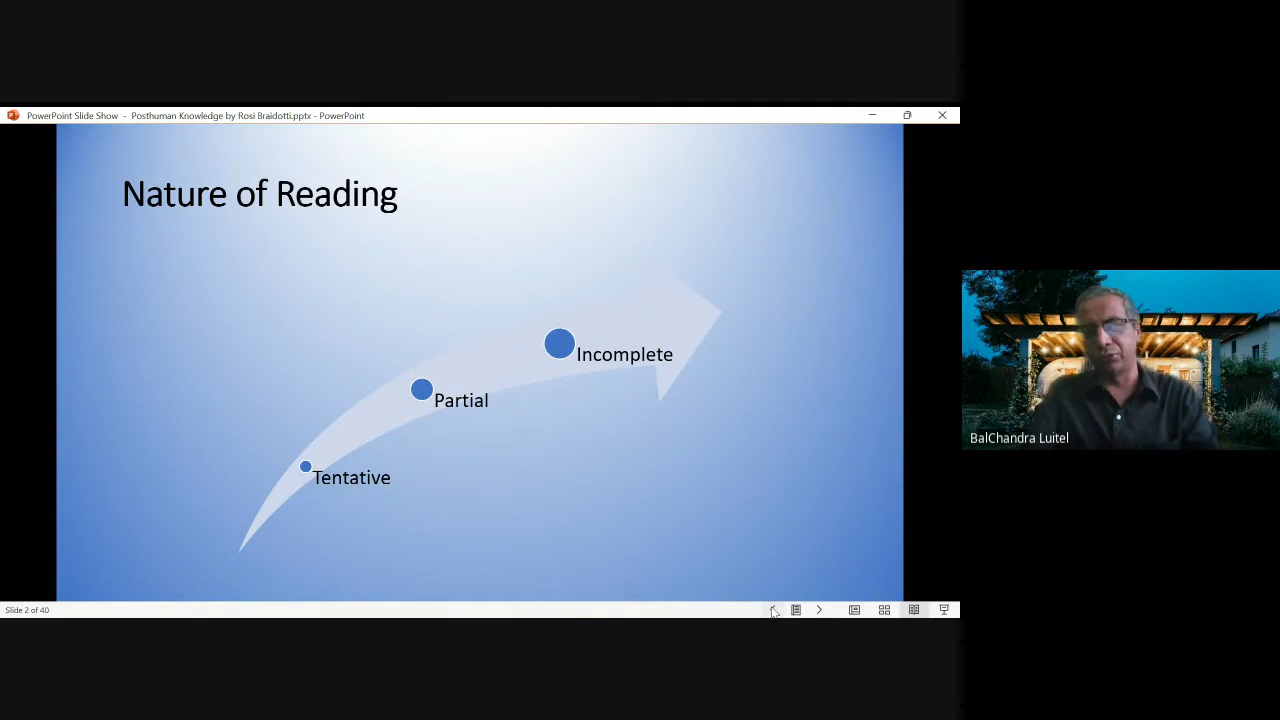 PowerPoint Slide Show - Posthuman Knowledge by Rosi Braidotti.pptx - PowerPoint
Nature of Reading
Incomplete
Partial
Tentative
BalChandra Luitel
Slide 2 of 40